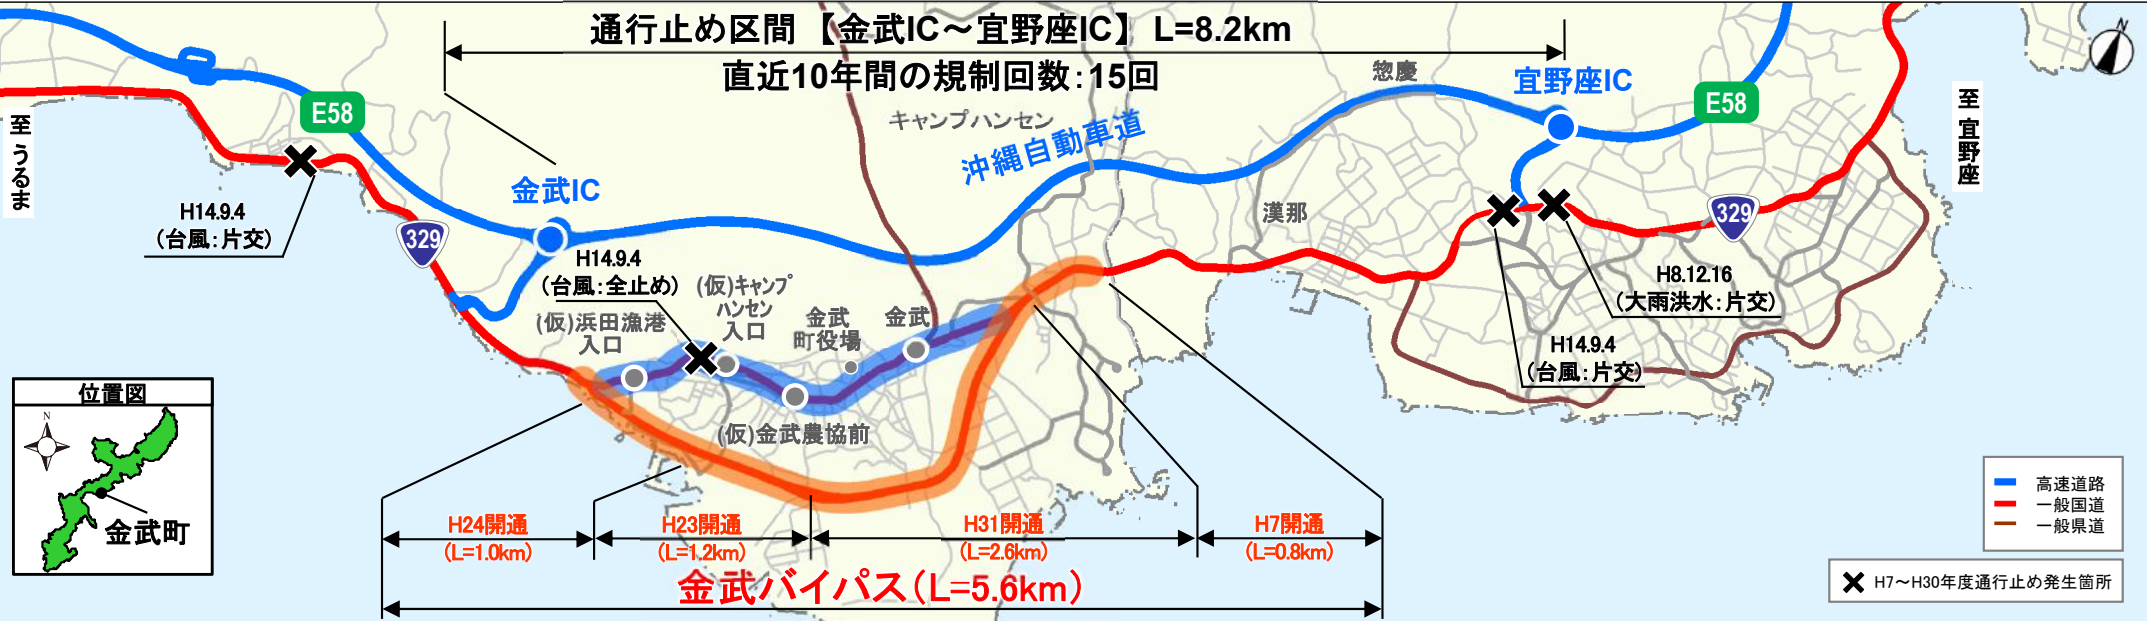 通行止め区間【金武IC～宜野座IC】L=8.2km
直近10年間の規制回数：15回
N
惣慶
宜野座IC
E58
E58
至 宜野座
至 うるま
キャンプハンセン
沖縄自動車道
金武IC
漢那
H14.9.4
（台風：片交）
329
329
H14.9.4
（台風：全止め）
(仮)キャンプ
ハンセン
入口
(仮)浜田漁港
入口
金武
町役場
金武
(仮)金武農協前
H8.12.16
（大雨洪水：片交）
H14.9.4
（台風：片交）
位置図
N
金武町
H24開通
(L=1.0km)
H23開通
(L=1.2km)
H31開通
(L=2.6km)
H7開通
(L=0.8km)
金武バイパス(L=5.6km)
高速道路
一般国道
一般県道
H7～H30年度通行止め発生箇所